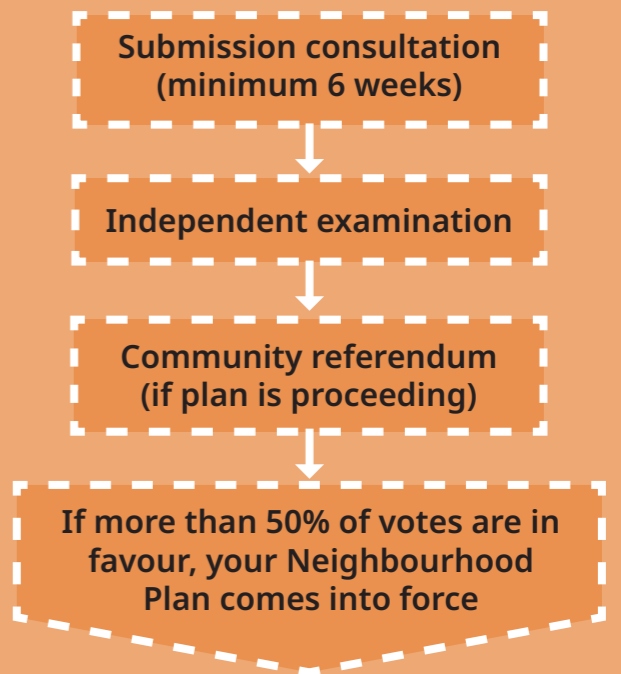 Submission consultation
(minimum 6 weeks)
Independent examination
Community referendum
(if plan is proceeding)
If more than 50% of votes are in
favour, your Neighbourhood
Plan comes into force